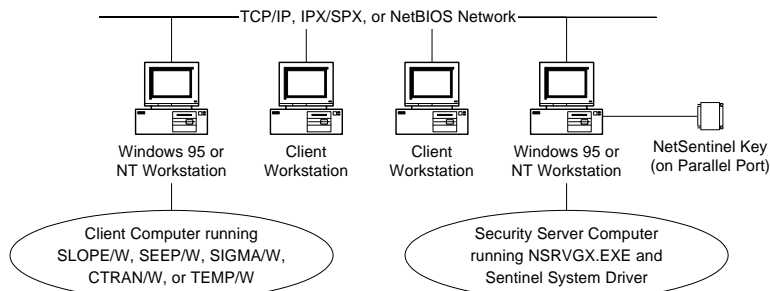 TCP/IP, IPX/SPX, or NetBIOS Network
Windows 95 or
NT Workstation
Client
Workstation
Client
Workstation
Windows 95 or
NT Workstation
NetSentinel Key
(on Parallel Port)
Client Computer running
SLOPE/W, SEEP/W, SIGMA/W,
CTRAN/W, or TEMP/W
Security Server Computer
running NSRVGX.EXE and
Sentinel System Driver